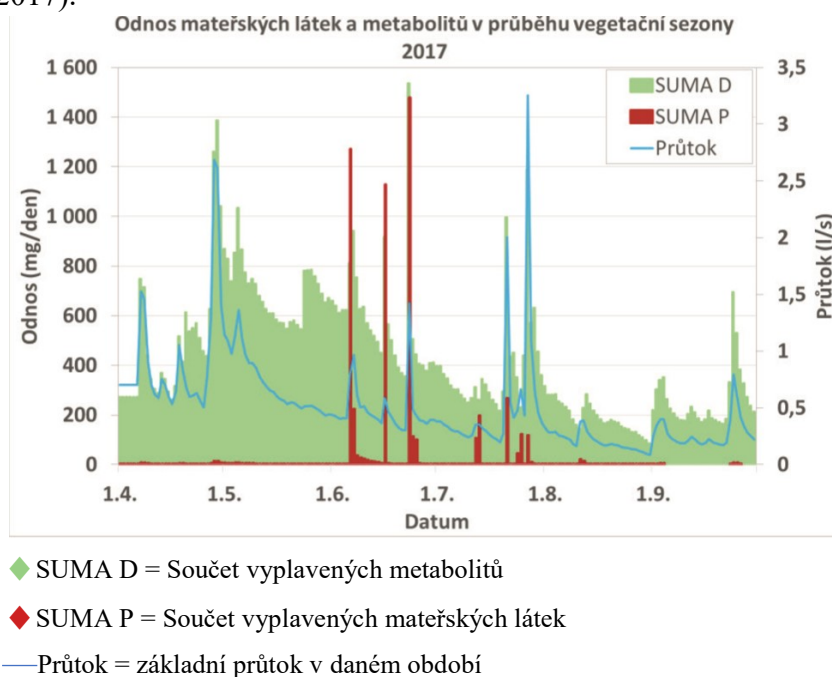 2017).
Odnos mateřských látek a metabolitů v průběhu vegetační sezony
2017
1 600
1 400
1 200
1 000
800
600
400
200
0
Odnos (mg/den)
3,5
3
2,5
2
1,5
1
0,5
0
Průtok (l/s)
SUMA D
SUMA P
Průtok
1.4. 1.5. 1.6. 1.7. 1.8. 1.9.
Datum
SUMA D = Součet vyplavených metabolitů
SUMA P = Součet vyplavených mateřských látek
Průtok = základní průtok v daném období